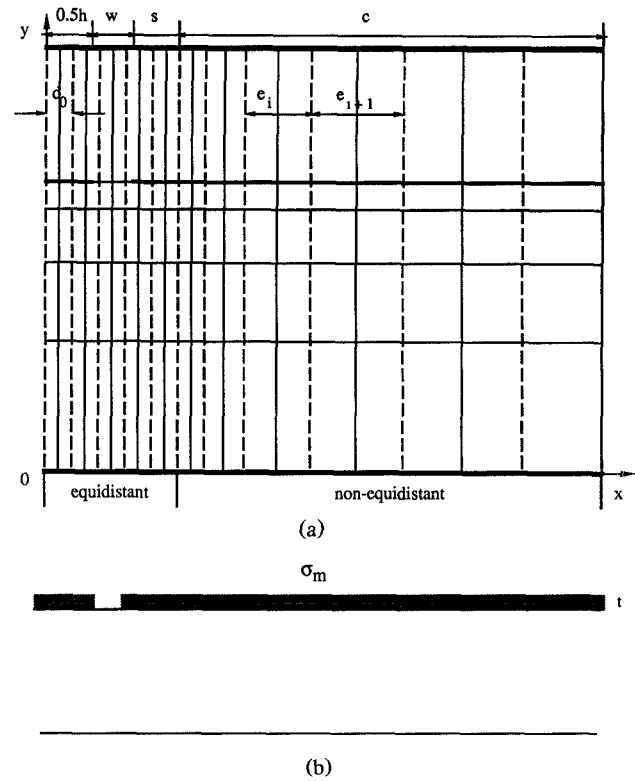 y
0.5h w s c
d₀ eᵢ eᵢ₊₁
0
equidistant non-equidistant x
(a)
σₘ
t
(b)